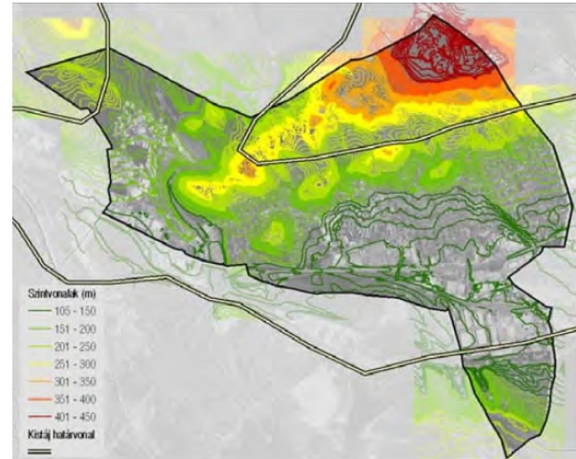 Szintvonalak (m)
105 - 150
151 - 200
201 - 250
251 - 300
301 - 350
351 - 400
401 - 450
Kistáj határvonal